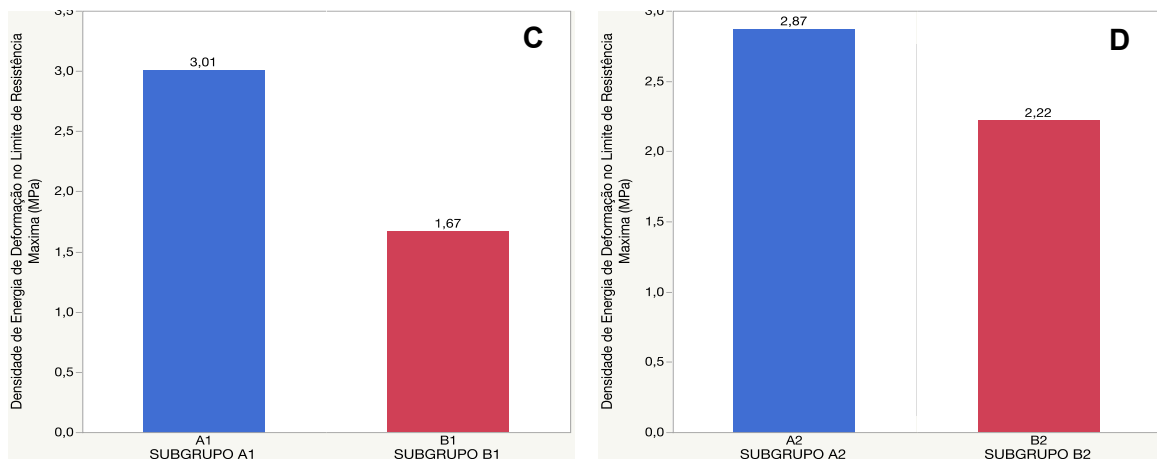 Densidade de Energia de Deformação no Limite de Resistência
Maxima (MPa)
3,5
3,0
2,5
2,0
1,5
1,0
0,5
0,0
C
3,01
1,67
A1
B1
SUBGRUPO A1
SUBGRUPO B1
Densidade de Energia de Deformação no Limite de Resistência
Maxima (MPa)
3,0
2,5
2,0
1,5
1,0
0,5
0,0
D
2,87
2,22
A2
B2
SUBGRUPO A2
SUBGRUPO B2